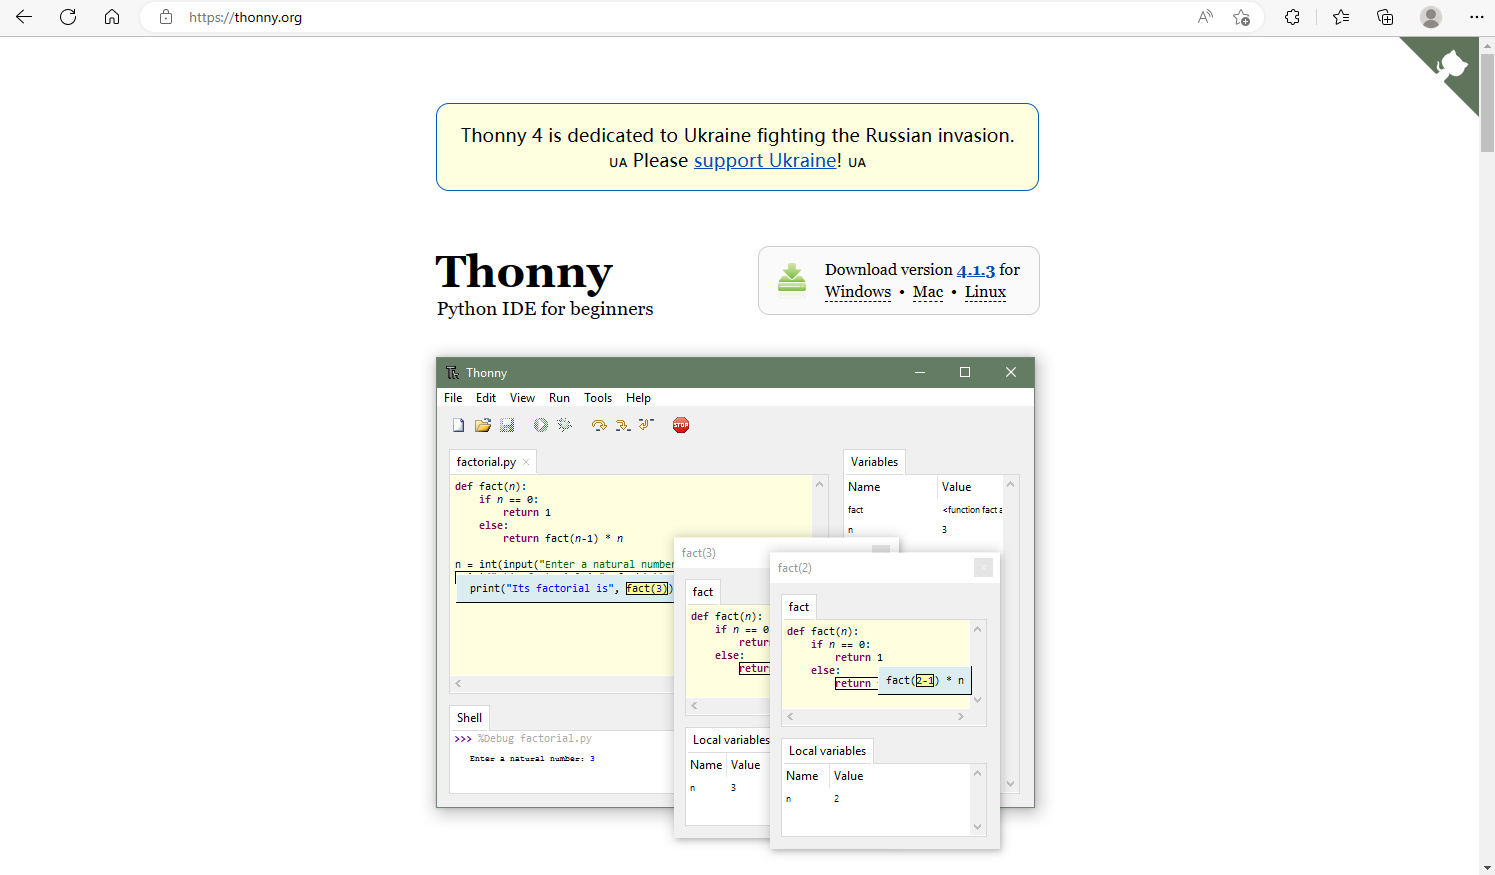 https://thonny.org
Thonny 4 is dedicated to Ukraine fighting the Russian invasion.
UA Please support Ukraine! UA
Thonny
Python IDE for beginners
Download version 4.1.3 for
Windows • Mac • Linux
Thonny
File Edit View Run Tools Help
STOP
factorial.py
def fact(n):
if n == 0:
return 1
else:
return fact(n-1) * n
n = int(input("Enter a natural number
print("Its factorial is", fact(3))
Variables
Name Value
fact <function fact a
n 3
fact(3)
fact
def fact(n):
if n == 0
retur
else:
retur
Local variables
Name Value
n 3
fact(2)
fact
def fact(n):
if n == 0:
return 1
else:
return fact(2-1) * n
Local variables
Name Value
n 2
Shell
>>> %Debug factorial.py
Enter a natural number: 3